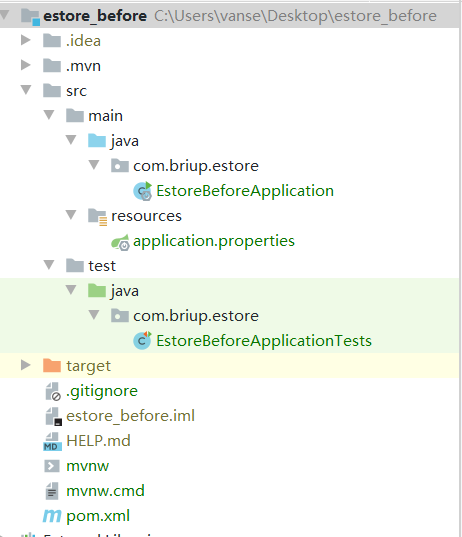 estore_before C:\Users\vanse\Desktop\estore_before
.idea
.mvn
src
main
java
com.briup.estore
EstoreBeforeApplication
resources
application.properties
test
java
com.briup.estore
EstoreBeforeApplicationTests
target
.gitignore
estore_before.iml
MD HELP.md
mvnw
mvnw.cmd
pom.xml